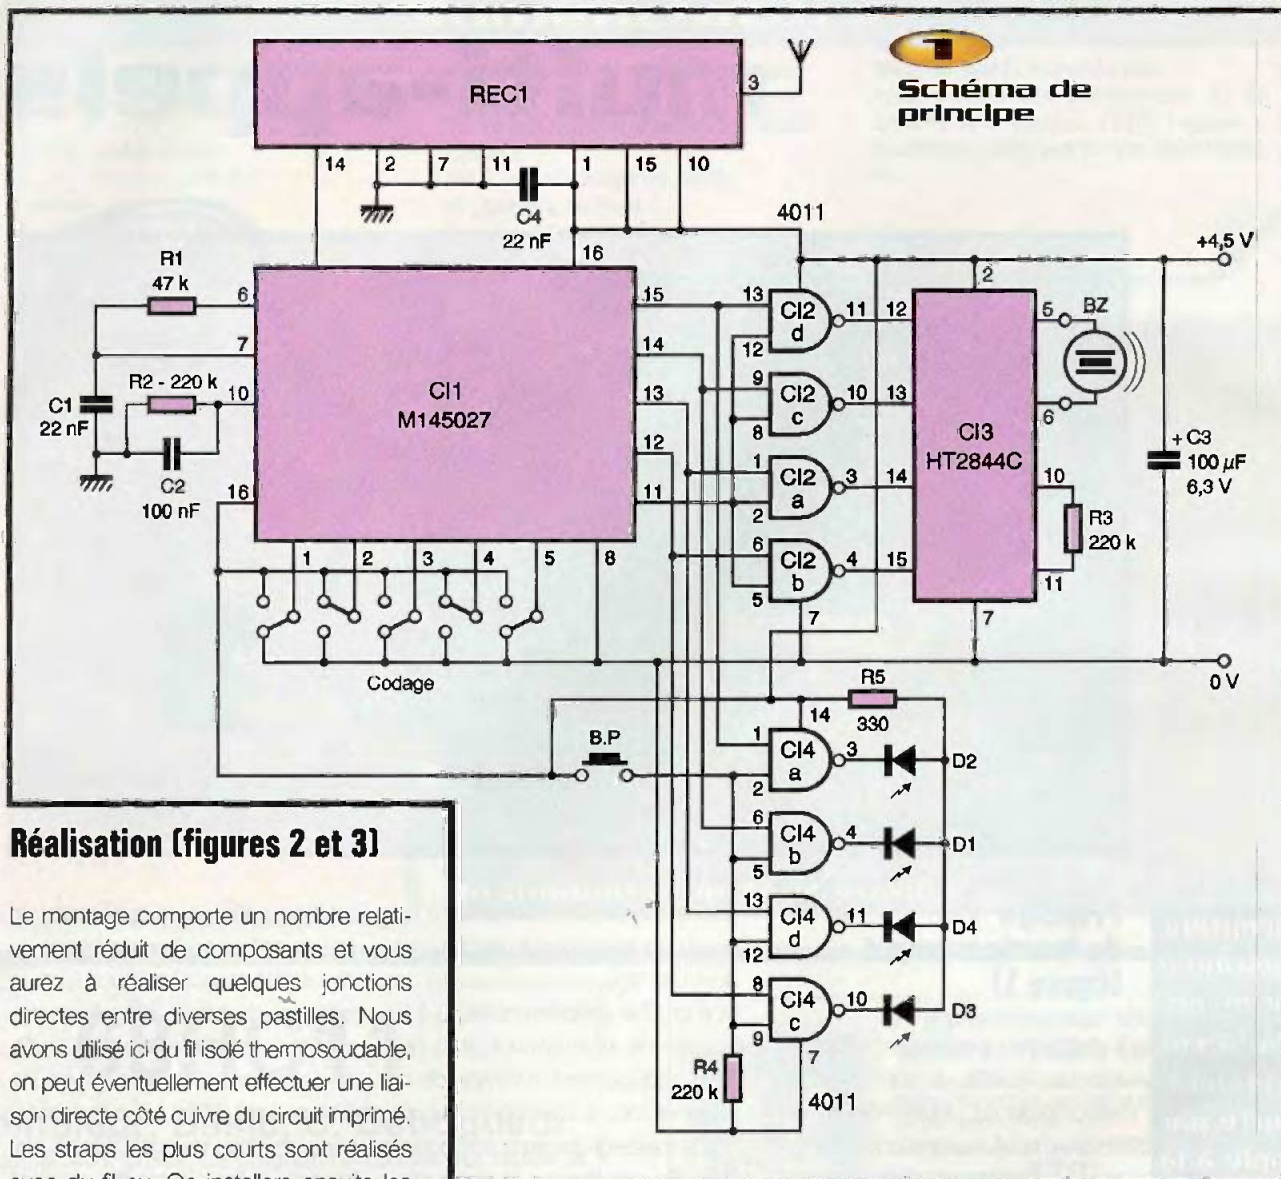 1
Schéma de
principe
REC1
3
14 2 7 11 1 15 10
C4
22 nF
4011
+4,5 V
16
R1
47 k
6
7
R2 - 220 k
10
C1
22 nF
C2
100 nF
16
CI1
M145027
15
14
13
12
11
1 2 3 4 5 8
Codage
13
12
CI2
d
11 12
9
8
CI2
c
10 13
1
2
CI2
a
3 14
6
5
CI2
b
4 15
7
2
CI3
HT2844C
5
BZ
6
10
R3
220 k
11
7
+ C3
100 µF
6,3 V
0 V
R5
330
14
B.P
1
2
CI4
a
3
D2
6
5
CI4
b
4
D1
13
12
CI4
d
11
D4
8
9
CI4
c
10
D3
7
R4
220 k
4011
Réalisation (figures 2 et 3)
Le montage comporte un nombre relati-
vement réduit de composants et vous
aurez à réaliser quelques jonctions
directes entre diverses pastilles. Nous
avons utilisé ici du fil isolé thermosoudable,
on peut éventuellement effectuer une liai-
son directe côté cuivre du circuit imprimé.
Les straps les plus courts sont réalisés